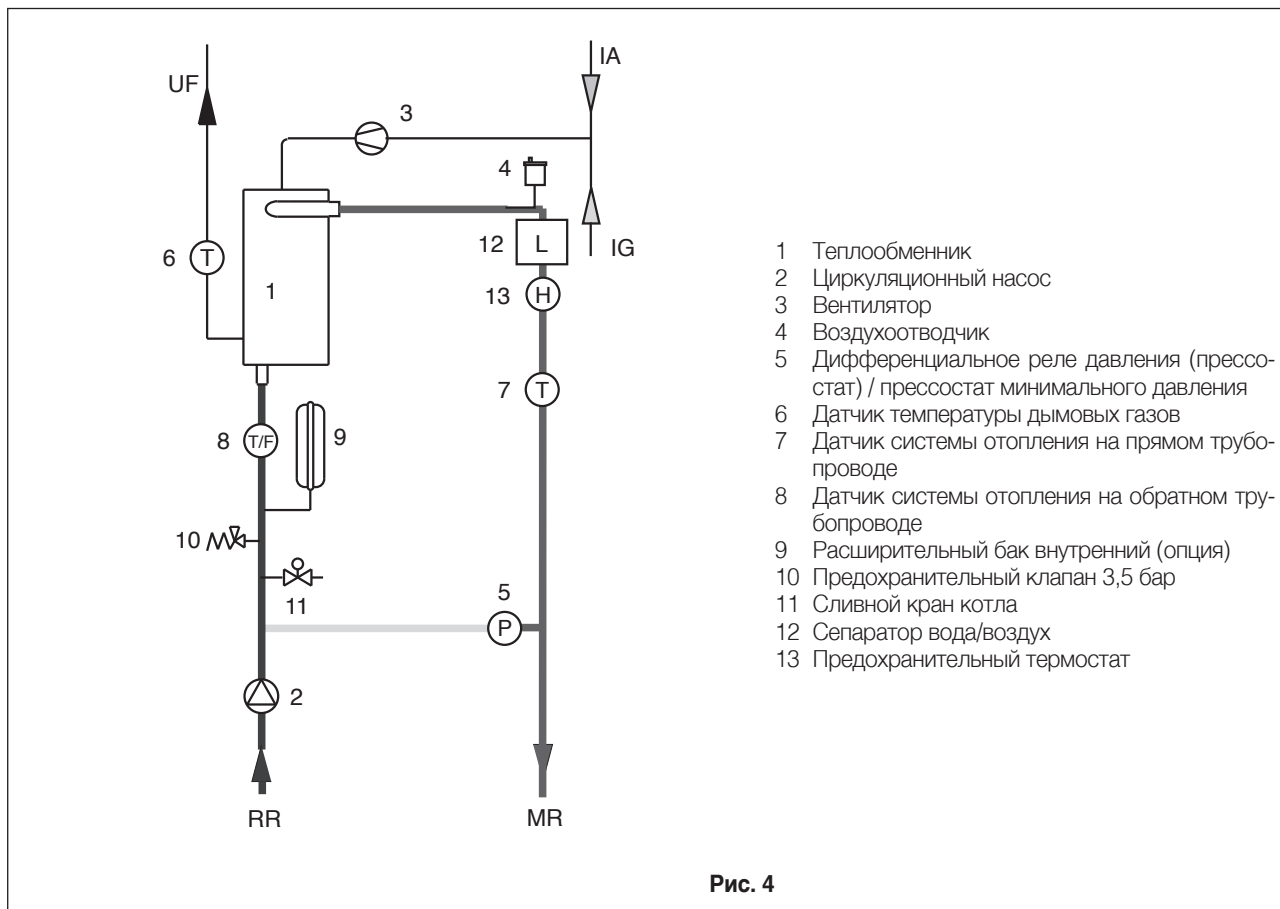 IA
UF
3
4
12 L
IG
6 T
1
13 H
7 T
8 T/F 9
10
11
5
P
2
RR
MR
1 Теплообменник
2 Циркуляционный насос
3 Вентилятор
4 Воздухоотводчик
5 Дифференциальное реле давления (прессо-
стат) / прессостат минимального давления
6 Датчик температуры дымовых газов
7 Датчик системы отопления на прямом трубо-
проводе
8 Датчик системы отопления на обратном тру-
бопроводе
9 Расширительный бак внутренний (опция)
10 Предохранительный клапан 3,5 бар
11 Сливной кран котла
12 Сепаратор вода/воздух
13 Предохранительный термостат
Рис. 4